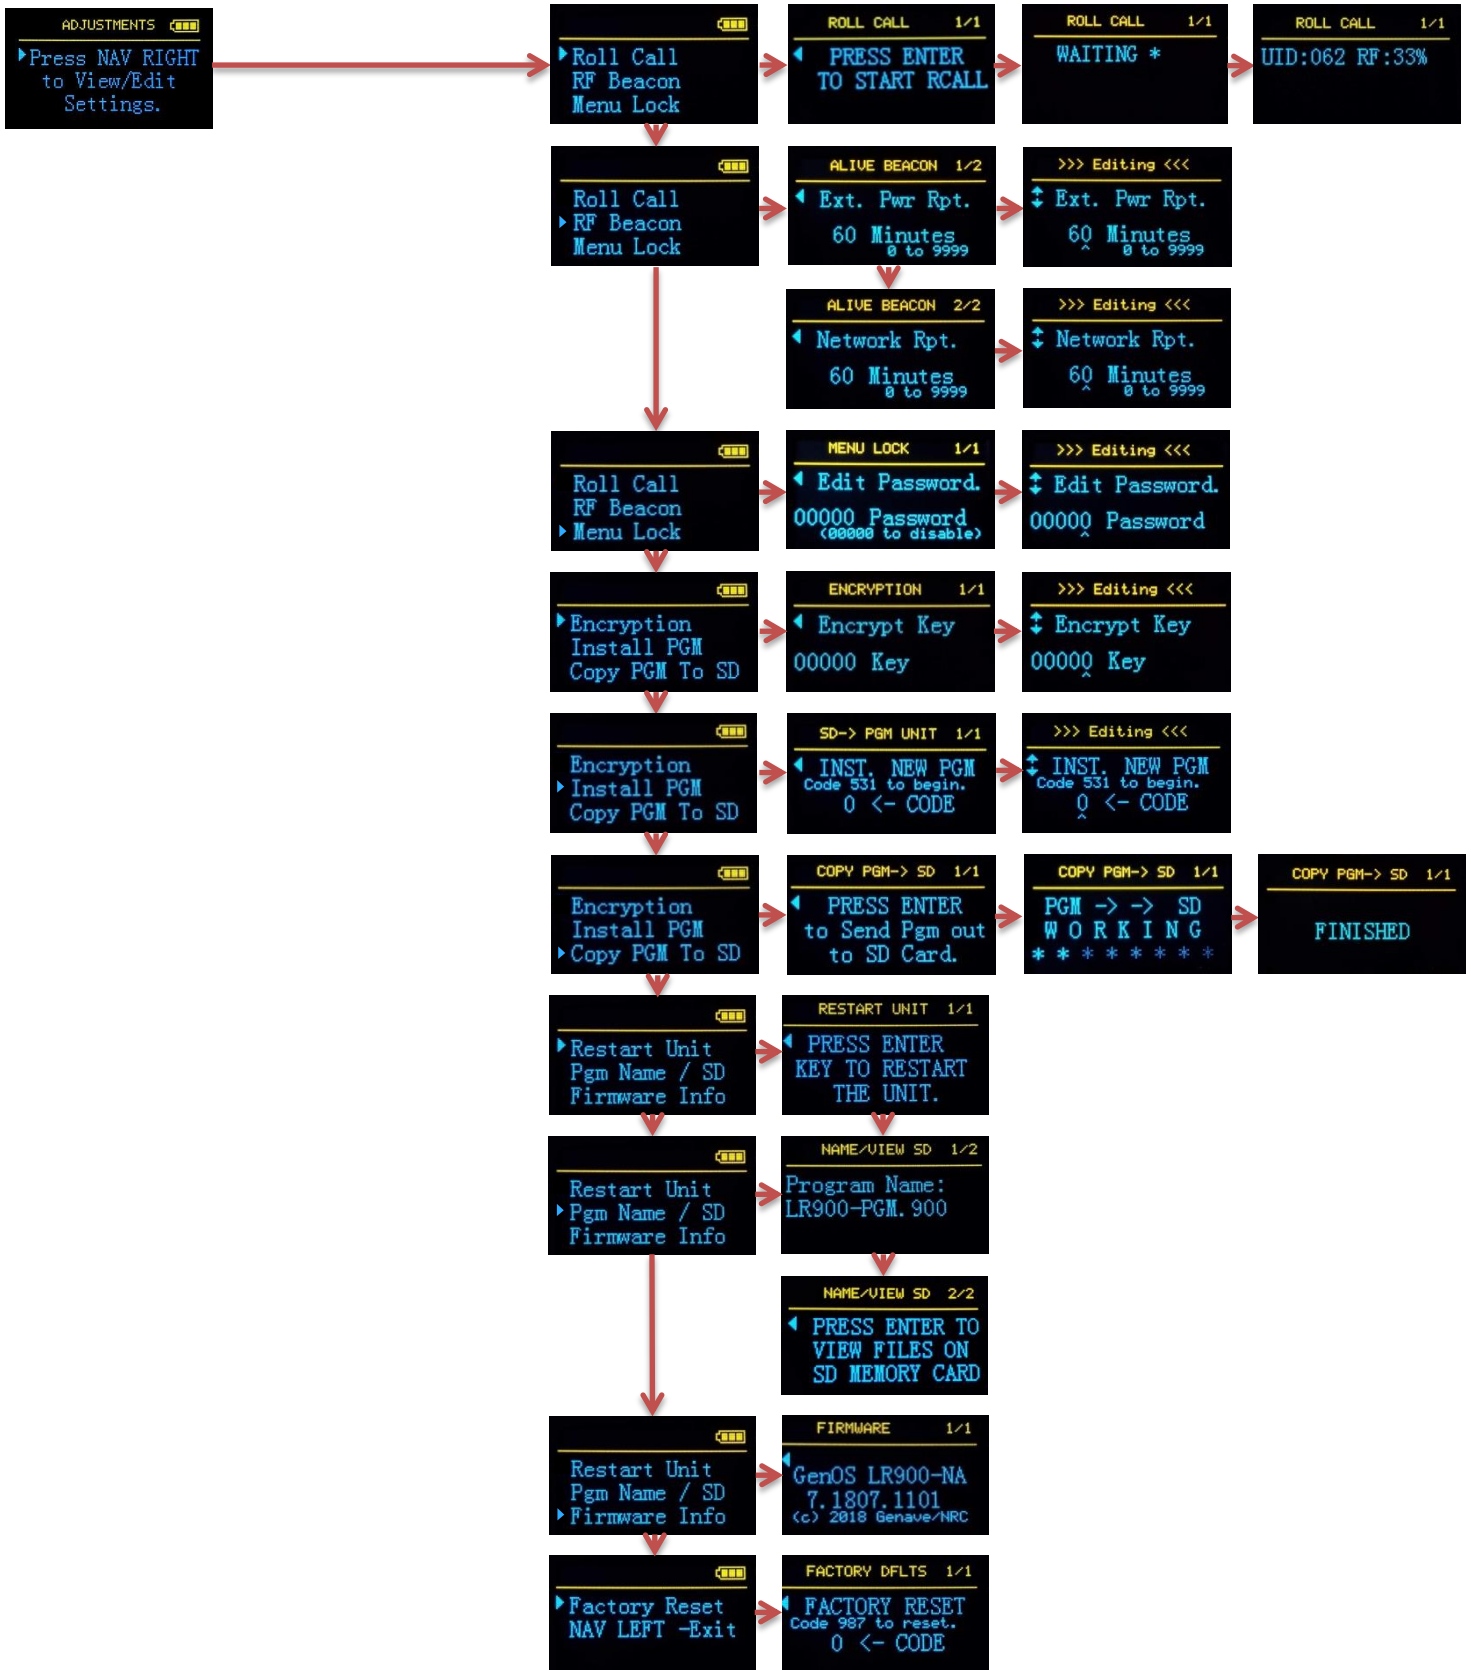 ADJUSTMENTS
Press NAV RIGHT
to View/Edit
Settings.
Roll Call
RF Beacon
Menu Lock
ROLL CALL 1/1
PRESS ENTER
TO START RCALL
ROLL CALL 1/1
WAITING *
ROLL CALL 1/1
UID:062 RF:33%
Roll Call
RF Beacon
Menu Lock
ALIVE BEACON 1/2
Ext. Pwr Rpt.
60 Minutes
0 to 9999
>>> Editing <<<
Ext. Pwr Rpt.
60 Minutes
0 to 9999
ALIVE BEACON 2/2
Network Rpt.
60 Minutes
0 to 9999
>>> Editing <<<
Network Rpt.
60 Minutes
0 to 9999
Roll Call
RF Beacon
Menu Lock
MENU LOCK 1/1
Edit Password.
00000 Password
(00000 to disable)
>>> Editing <<<
Edit Password.
00000 Password
Encryption
Install PGM
Copy PGM To SD
ENCRYPTION 1/1
Encrypt Key
00000 Key
>>> Editing <<<
Encrypt Key
00000 Key
Encryption
Install PGM
Copy PGM To SD
SD-> PGM UNIT 1/1
INST. NEW PGM
Code 531 to begin.
0 <- CODE
>>> Editing <<<
INST. NEW PGM
Code 531 to begin.
0 <- CODE
Encryption
Install PGM
Copy PGM To SD
COPY PGM-> SD 1/1
PRESS ENTER
to Send Pgm out
to SD Card.
COPY PGM-> SD 1/1
PGM -> -> SD
W O R K I N G
* * * * * * * *
COPY PGM-> SD 1/1
FINISHED
Restart Unit
Pgm Name / SD
Firmware Info
RESTART UNIT 1/1
PRESS ENTER
KEY TO RESTART
THE UNIT.
Restart Unit
Pgm Name / SD
Firmware Info
NAME/VIEW SD 1/2
Program Name:
LR900-PGM.900
NAME/VIEW SD 2/2
PRESS ENTER TO
VIEW FILES ON
SD MEMORY CARD
Restart Unit
Pgm Name / SD
Firmware Info
FIRMWARE 1/1
GenOS LR900-NA
7.1807.1101
(c) 2018 Genave/NRC
Factory Reset
NAV LEFT -Exit
FACTORY DFLTS 1/1
FACTORY RESET
Code 987 to reset.
0 <- CODE